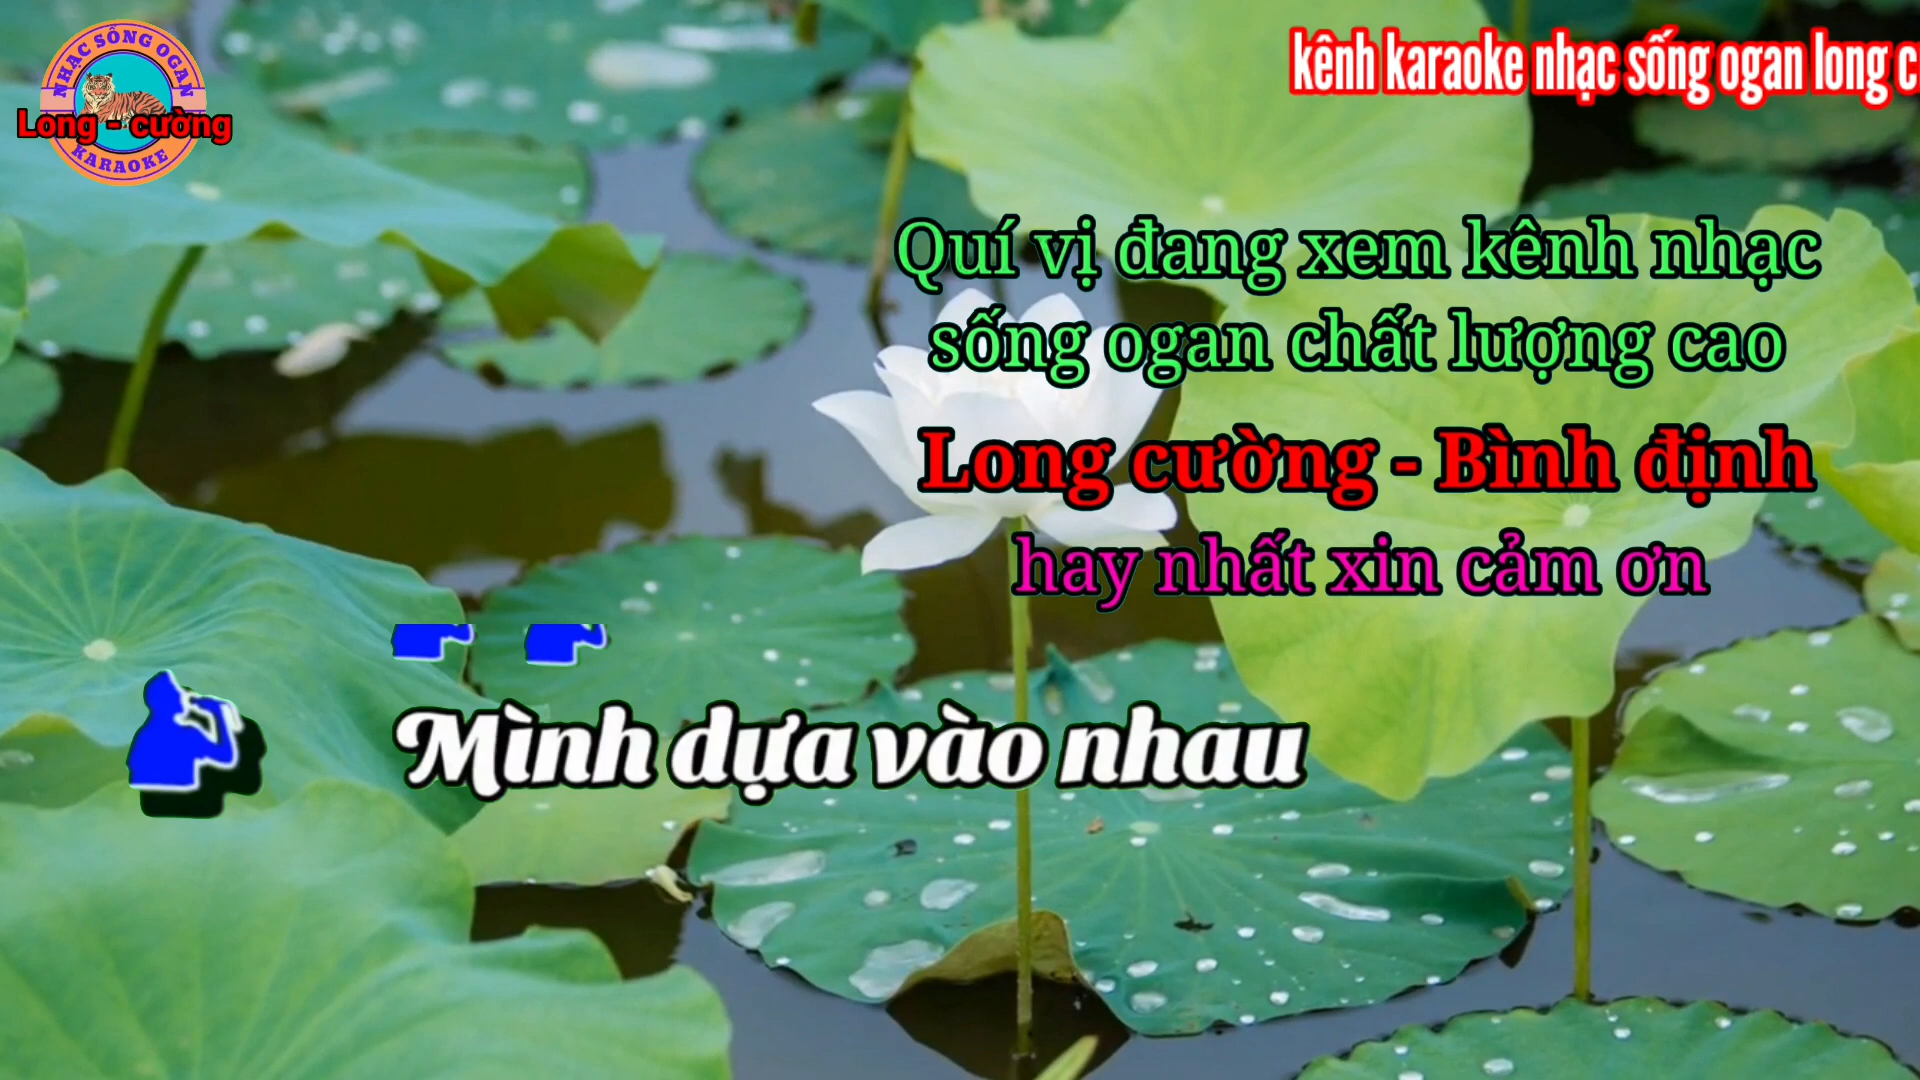 NHẠC SỐNG OGAN
Long - cường
KARAOKE
kênh karaoke nhạc sống ogan long c
Quí vị đang xem kênh nhạc
sống ogan chất lượng cao
Long cường - Bình định
hay nhất xin cảm ơn
Mình dựa vào nhau